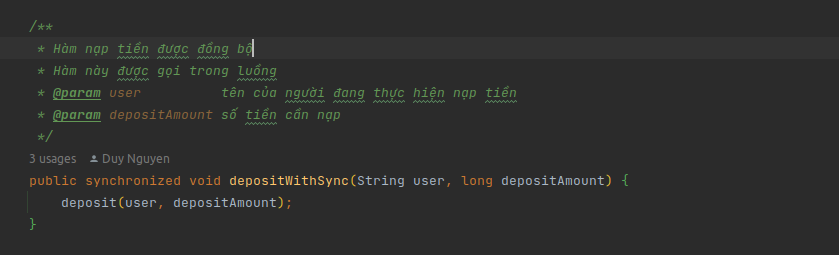 /**
* Hàm nạp tiền được đồng bộ
* Hàm này được gọi trong luồng
* @param user tên của người đang thực hiện nạp tiền
* @param depositAmount số tiền cần nạp
*/
3 usages Duy Nguyen
public synchronized void depositWithSync(String user, long depositAmount) {
deposit(user, depositAmount);
}